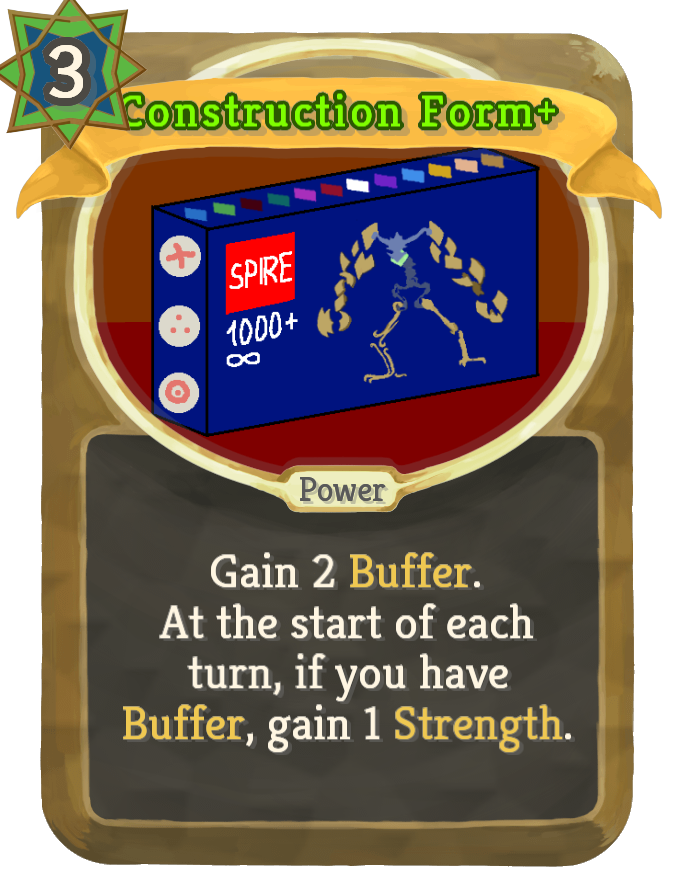 3
Construction Form+
SPIRE
1000+
∞
Power
Gain 2 Buffer.
At the start of each
turn, if you have
Buffer, gain 1 Strength.